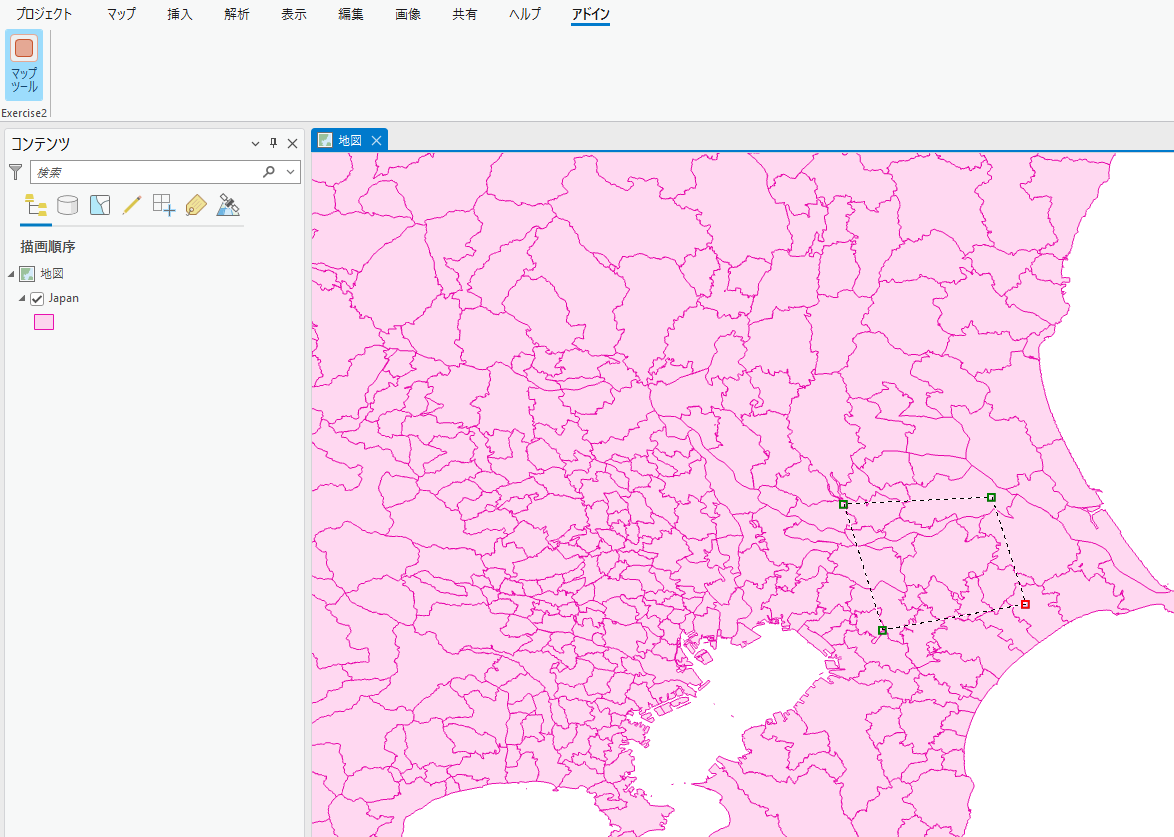 プロジェクト マップ 挿入 解析 表示 編集 画像 共有 ヘルプ アドイン
マップ
ツール
Exercise2
コンテンツ
検索
描画順序
地図
Japan
地図